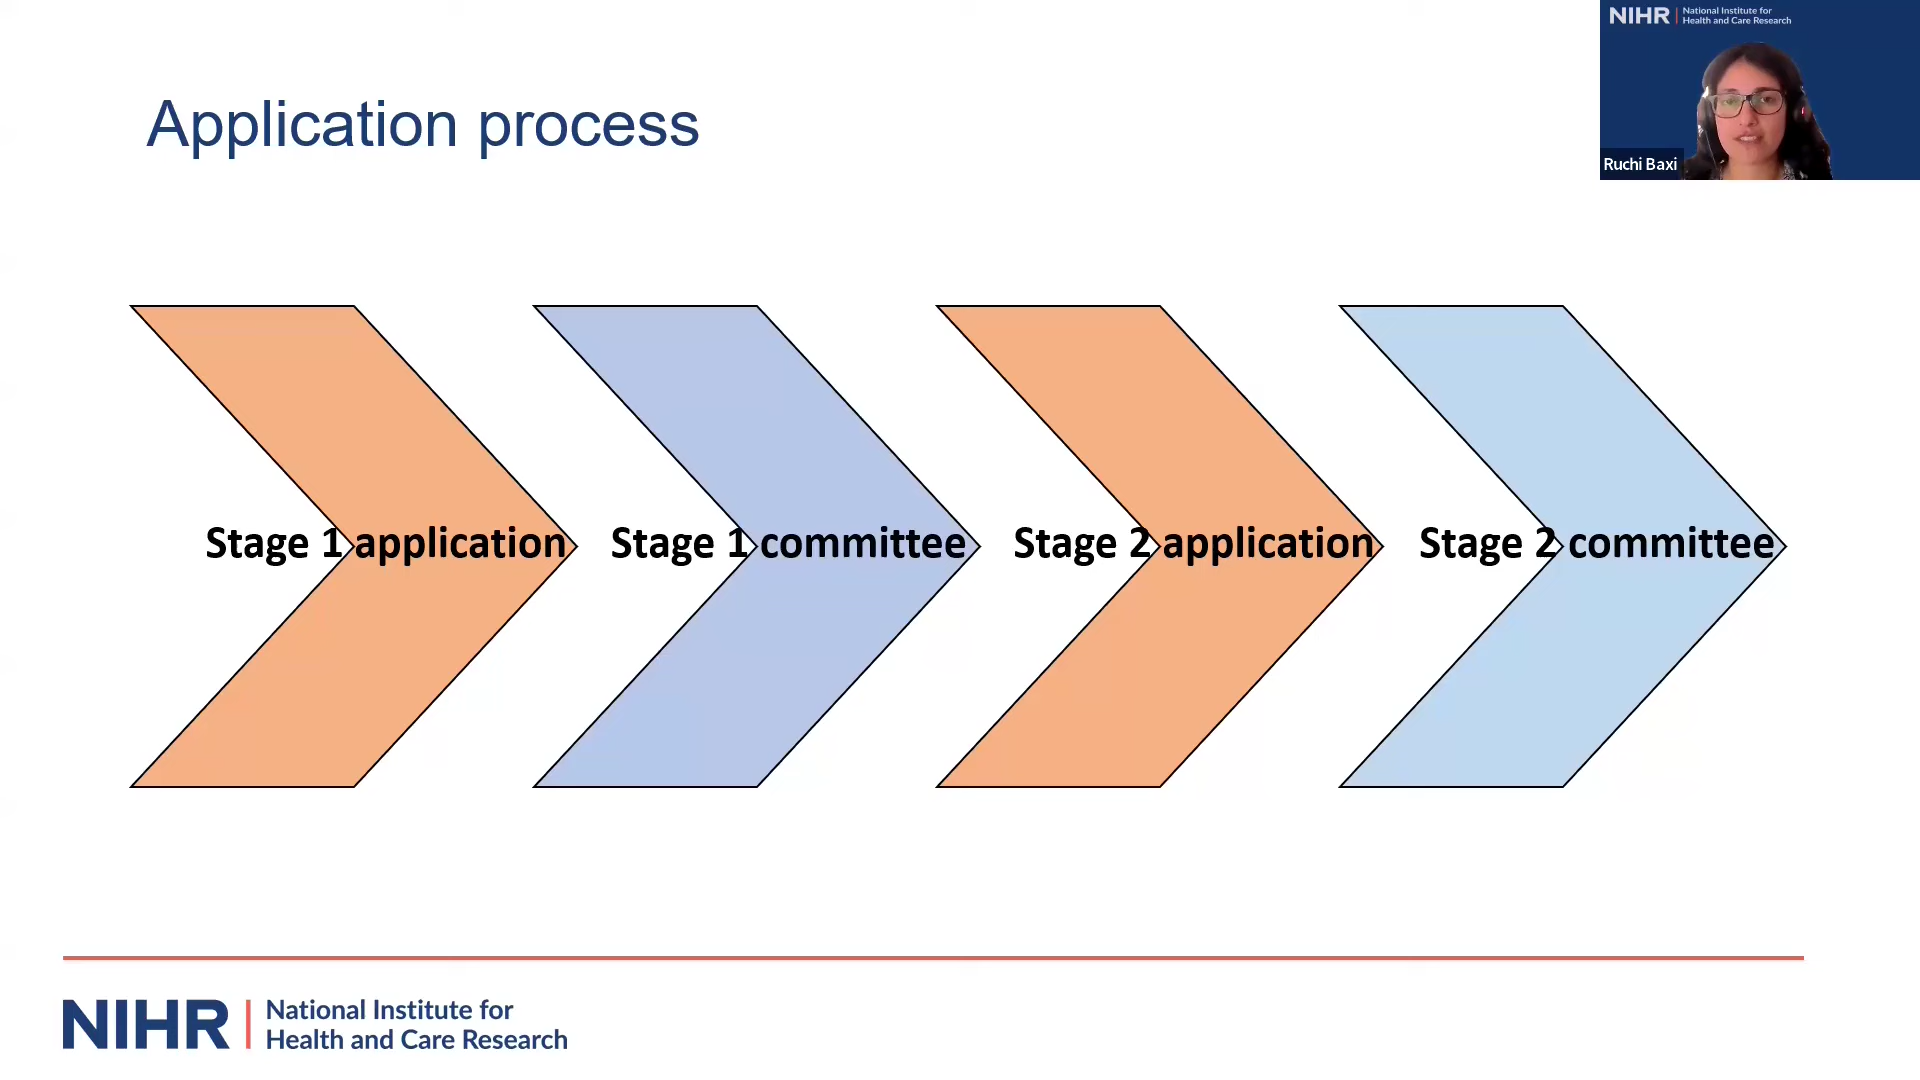 NIHR | National Institute for
Health and Care Research
Ruchi Baxi
Application process
Stage 1 application
Stage 1 committee
Stage 2 application
Stage 2 committee
NIHR | National Institute for
Health and Care Research